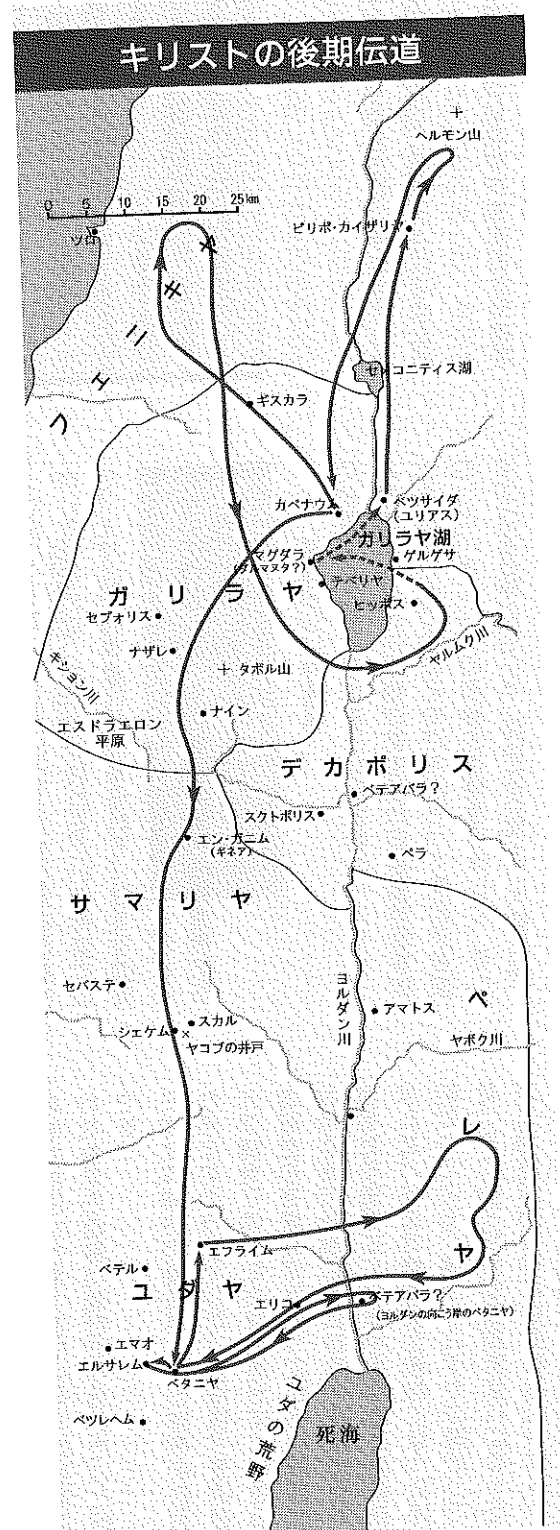 キリストの後期伝道
ヘルモン山
0 5 10 15 20 25km
ツロ
ピリポ・カイザリヤ
フェニキヤ
セメコニティス湖
ギスカラ
カペナウム
ベツサイダ
(ユリアス)
ガリラヤ湖
マグダラ
(ダルマヌタ?)
ゲルゲサ
テベリヤ
ガリラヤ
ヒッポス
セプォリス
ナザレ
タボル山
ヤルムク川
キション川
ナイン
エスドラエロン
平原
デカポリス
ベテアバラ?
スクトポリス
エン・ガニム
(ギネア)
ペラ
サマリヤ
セバステ
ヨルダン川
アマトス
スカル
シェケム
ヤコブの井戸
ヤボク川
ペレヤ
エフライム
ベテル
ユダヤ
エリコ
ベテアバラ?
(ヨルダンの向こう岸のベタニヤ)
エマオ
エルサレム
ベタニヤ
ベツレヘム
ユダの荒野
死海